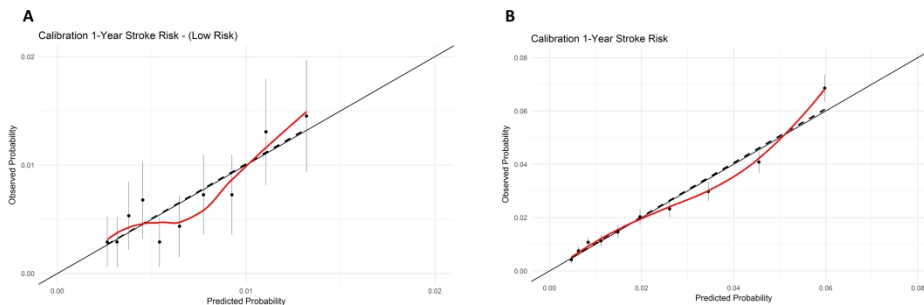 A
Calibration 1-Year Stroke Risk - (Low Risk)
0.02
0.01
0.00
Observed Probability
0.00
0.01
0.02
Predicted Probability
B
Calibration 1-Year Stroke Risk
0.08
0.06
0.04
0.02
0.00
Observed Probability
0.00
0.02
0.04
0.06
0.08
Predicted Probability